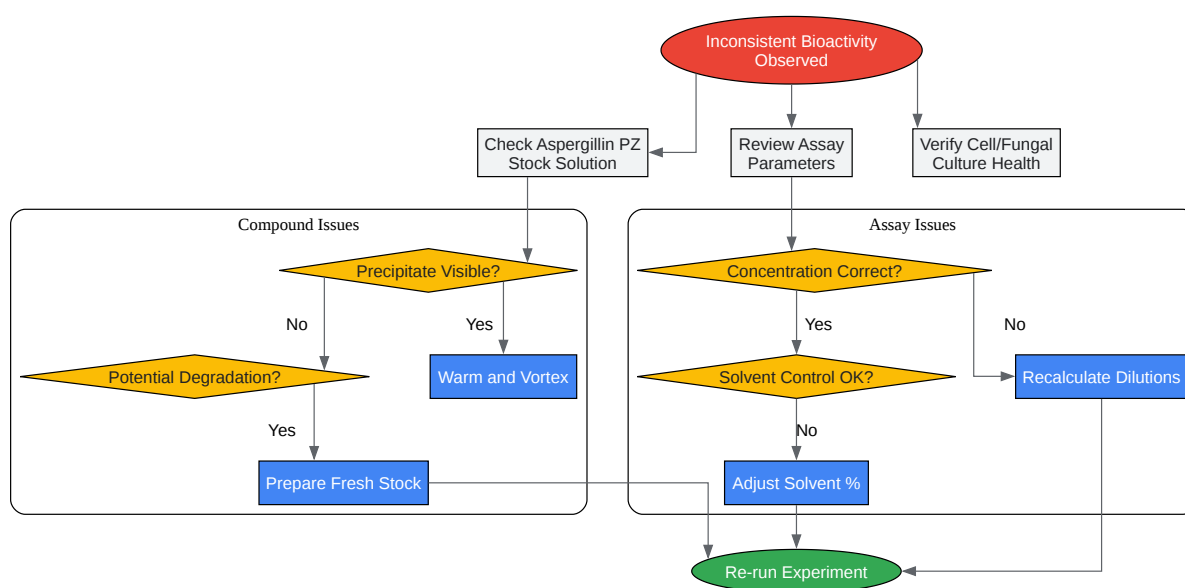 Inconsistent Bioactivity
Observed
Check Aspergillin PZ
Stock Solution
Review Assay
Parameters
Verify Cell/Fungal
Culture Health
Compound Issues
Assay Issues
Precipitate Visible?
Concentration Correct?
No
Yes
Yes
No
Potential Degradation?
Warm and Vortex
Solvent Control OK?
Recalculate Dilutions
Yes
No
Prepare Fresh Stock
Adjust Solvent %
Re-run Experiment